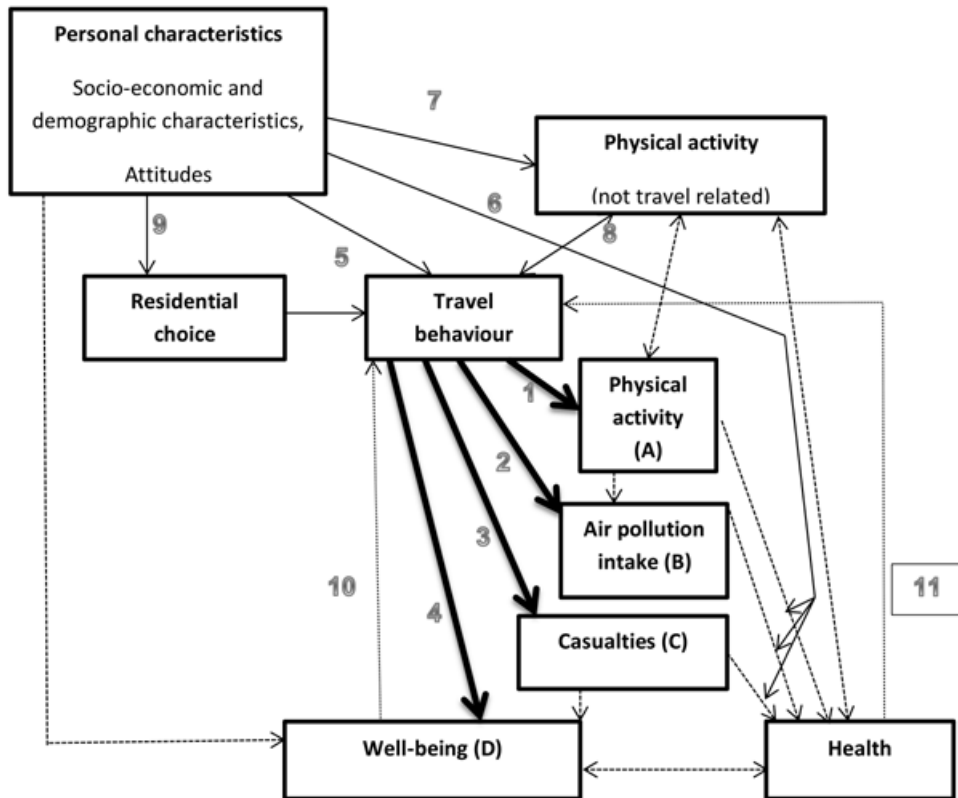 Personal characteristics
Socio-economic and
demographic characteristics,
Attitudes
7
Physical activity
(not travel related)
6
9
5
8
Residential
choice
Travel
behaviour
1
Physical
activity
(A)
2
Air pollution
intake (B)
3
10
11
4
Casualties (C)
Well-being (D)
Health